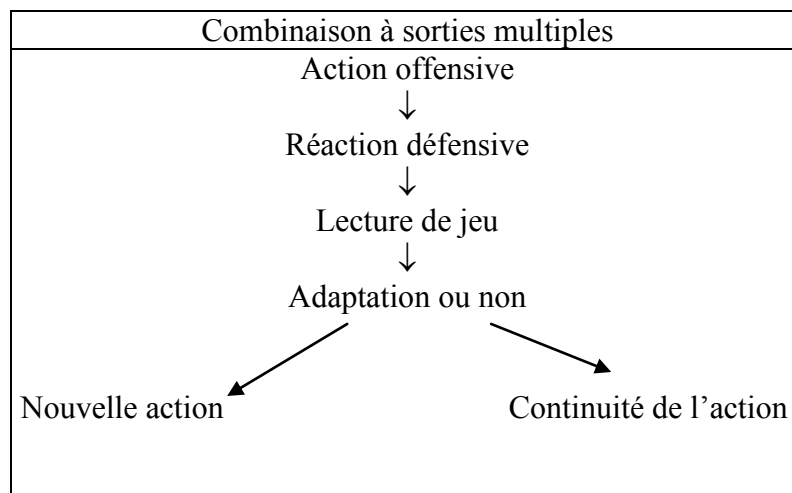 Combinaison à sorties multiples
Action offensive
↓
Réaction défensive
↓
Lecture de jeu
↓
Adaptation ou non
Nouvelle action
Continuité de l’action